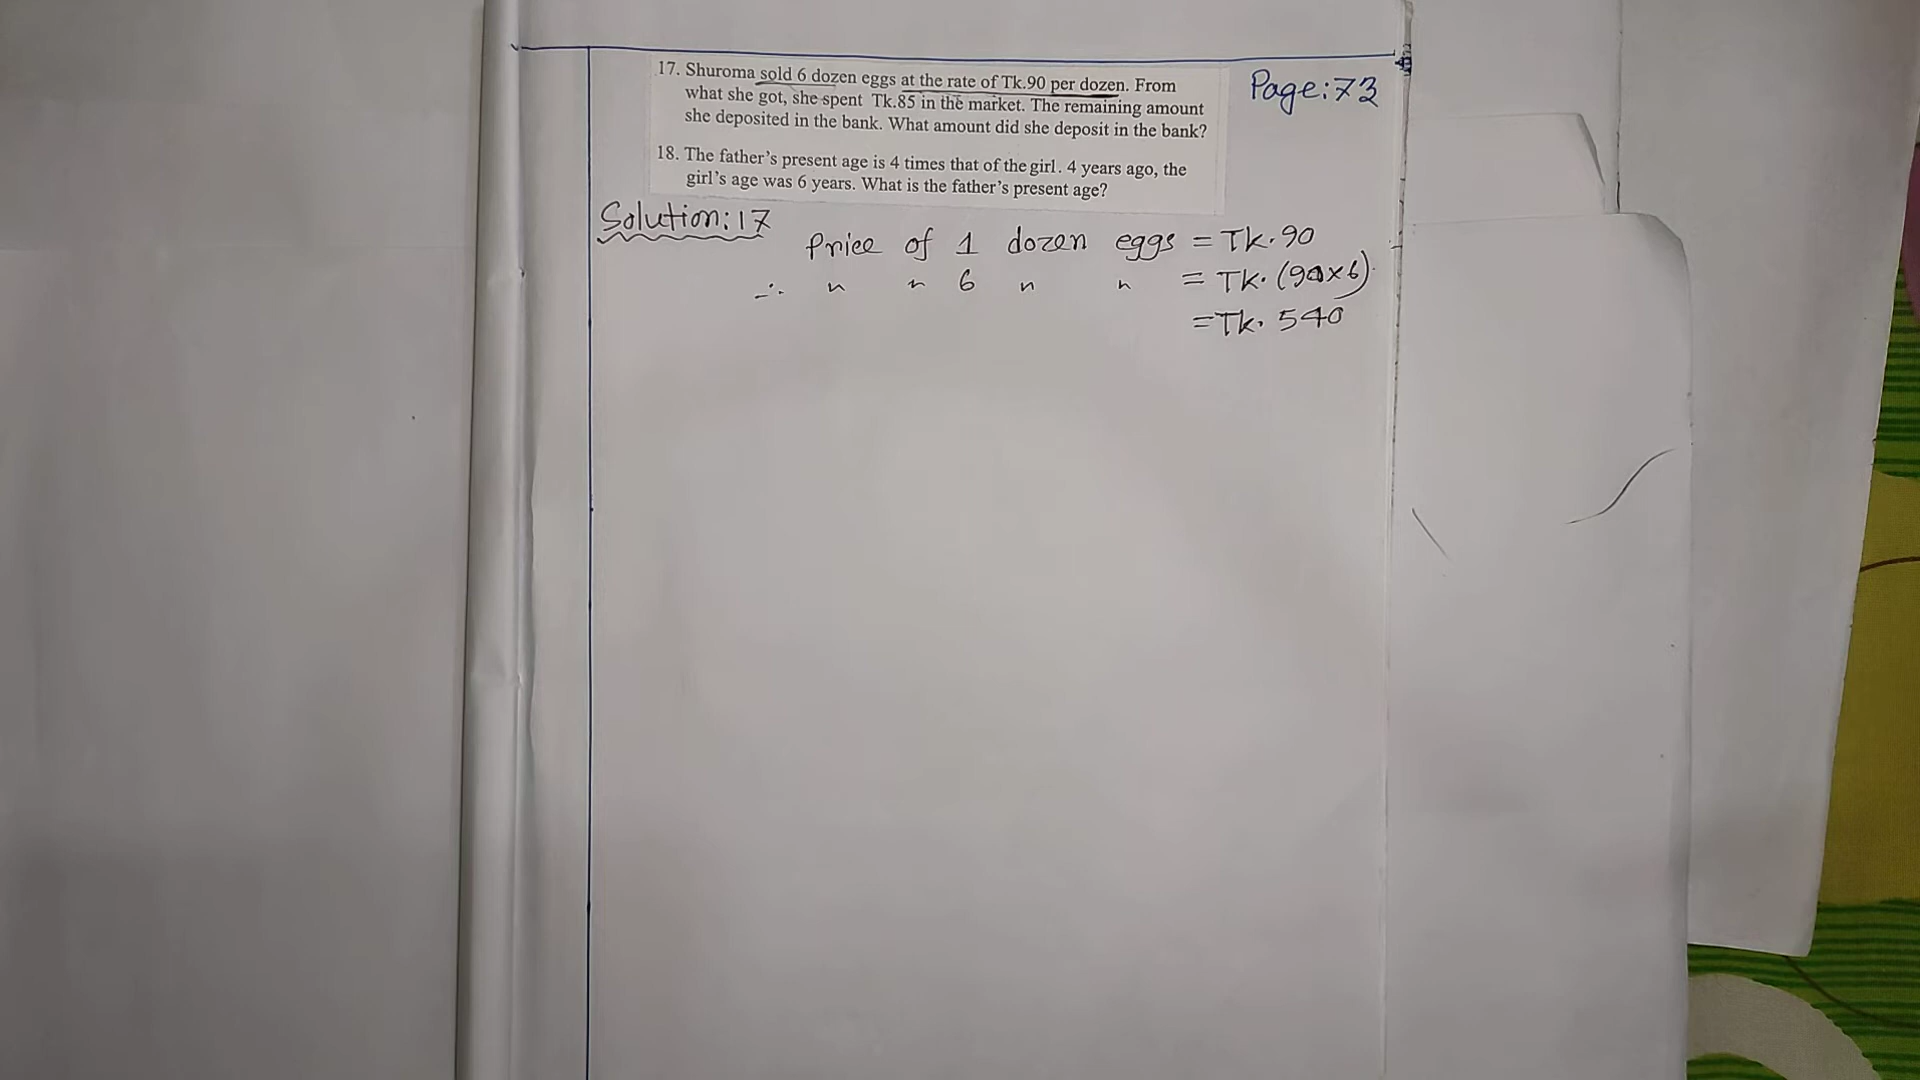 17. Shuroma sold 6 dozen eggs at the rate of Tk.90 per dozen. From
what she got, she spent Tk.85 in the market. The remaining amount
she deposited in the bank. What amount did she deposit in the bank?
18. The father's present age is 4 times that of the girl. 4 years ago, the
girl's age was 6 years. What is the father's present age?
Page:73
Solution:17
Price of 1 dozen eggs = Tk.90
∴ " " 6 " " = Tk. (90×6)
=Tk. 540